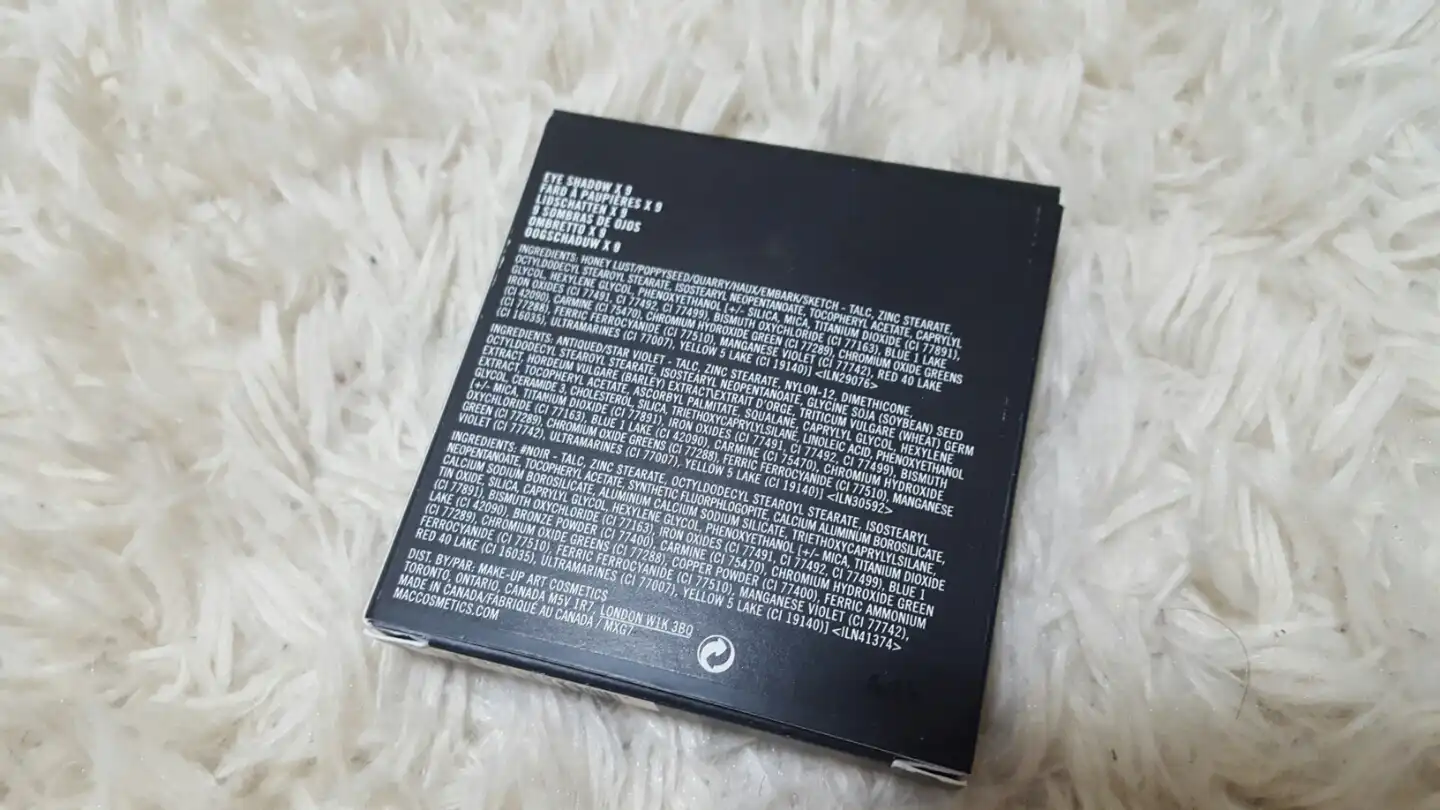 EYE SHADOW X 9
FARD À PAUPIÈRES X 9
LIDSCHATTEN X 9
9 SOMBRAS DE OJOS
OMBRETTO X 9
OOGSCHADUW X 9
INGREDIENTS: HONEY LUST/POPPYSEED/QUARRY/HAUX/EMBARK/SKETCH - TALC, ZINC STEARATE,
OCTYLDODECYL STEAROYL STEARATE, ISOSTEARYL NEOPENTANOATE, TOCOPHERYL ACETATE, CAPRYLYL
GLYCOL, HEXYLENE GLYCOL, PHENOXYETHANOL [+/- SILICA, MICA, TITANIUM DIOXIDE (CI 77891),
IRON OXIDES (CI 77491, CI 77492, CI 77499), BISMUTH OXYCHLORIDE (CI 77163), BLUE 1 LAKE
(CI 42090), CARMINE (CI 75470), CHROMIUM HYDROXIDE GREEN (CI 77289), CHROMIUM OXIDE GREENS
(CI 77288), FERRIC FERROCYANIDE (CI 77510), MANGANESE VIOLET (CI 77742), RED 40 LAKE
(CI 16035), ULTRAMARINES (CI 77007), YELLOW 5 LAKE (CI 19140)] <ILN29076>
INGREDIENTS: ANTIQUED/STAR VIOLET - TALC, ZINC STEARATE, NYLON-12, DIMETHICONE,
OCTYLDODECYL STEAROYL STEARATE, ISOSTEARYL NEOPENTANOATE, GLYCINE SOJA (SOYBEAN) SEED
EXTRACT, HORDEUM VULGARE (BARLEY) EXTRACT\EXTRAIT D'ORGE, TRITICUM VULGARE (WHEAT) GERM
EXTRACT, TOCOPHERYL ACETATE, ASCORBYL PALMITATE, SQUALANE, CAPRYLYL GLYCOL, HEXYLENE
GLYCOL, CERAMIDE 2, CHOLESTEROL, SILICA, TRIETHOXYCAPRYLYLSILANE, LINOLEIC ACID, PHENOXYETHANOL
[+/- MICA, TITANIUM DIOXIDE (CI 77891), IRON OXIDES (CI 77491, CI 77492, CI 77499), BISMUTH
OXYCHLORIDE (CI 77163), BLUE 1 LAKE (CI 42090), CARMINE (CI 75470), CHROMIUM HYDROXIDE
GREEN (CI 77289), CHROMIUM OXIDE GREENS (CI 77288), FERRIC FERROCYANIDE (CI 77510), MANGANESE
VIOLET (CI 77742), ULTRAMARINES (CI 77007), YELLOW 5 LAKE (CI 19140)] <ILN30592>
INGREDIENTS: #NOIR - TALC, ZINC STEARATE, OCTYLDODECYL STEAROYL STEARATE, ISOSTEARYL
NEOPENTANOATE, TOCOPHERYL ACETATE, SYNTHETIC FLUORPHLOGOPITE, CALCIUM ALUMINUM BOROSILICATE,
CALCIUM SODIUM BOROSILICATE, ALUMINUM CALCIUM SODIUM SILICATE, TRIETHOXYCAPRYLYLSILANE,
TIN OXIDE, SILICA, CAPRYLYL GLYCOL, HEXYLENE GLYCOL, PHENOXYETHANOL [+/- MICA, TITANIUM DIOXIDE
(CI 77891), BISMUTH OXYCHLORIDE (CI 77163), IRON OXIDES (CI 77491, CI 77492, CI 77499), BLUE 1
LAKE (CI 42090), BRONZE POWDER (CI 77400), CARMINE (CI 75470), CHROMIUM HYDROXIDE GREEN
(CI 77289), CHROMIUM OXIDE GREENS (CI 77288), COPPER POWDER (CI 77400), FERRIC AMMONIUM
FERROCYANIDE (CI 77510), FERRIC FERROCYANIDE (CI 77510), MANGANESE VIOLET (CI 77742),
RED 40 LAKE (CI 16035), ULTRAMARINES (CI 77007), YELLOW 5 LAKE (CI 19140)] <ILN41374>
DIST. BY/PAR: MAKE-UP ART COSMETICS
TORONTO, ONTARIO, CANADA M5V 1R7, LONDON W1K 3BQ
MADE IN CANADA/FABRIQUÉ AU CANADA / MXG7
MACCOSMETICS.COM